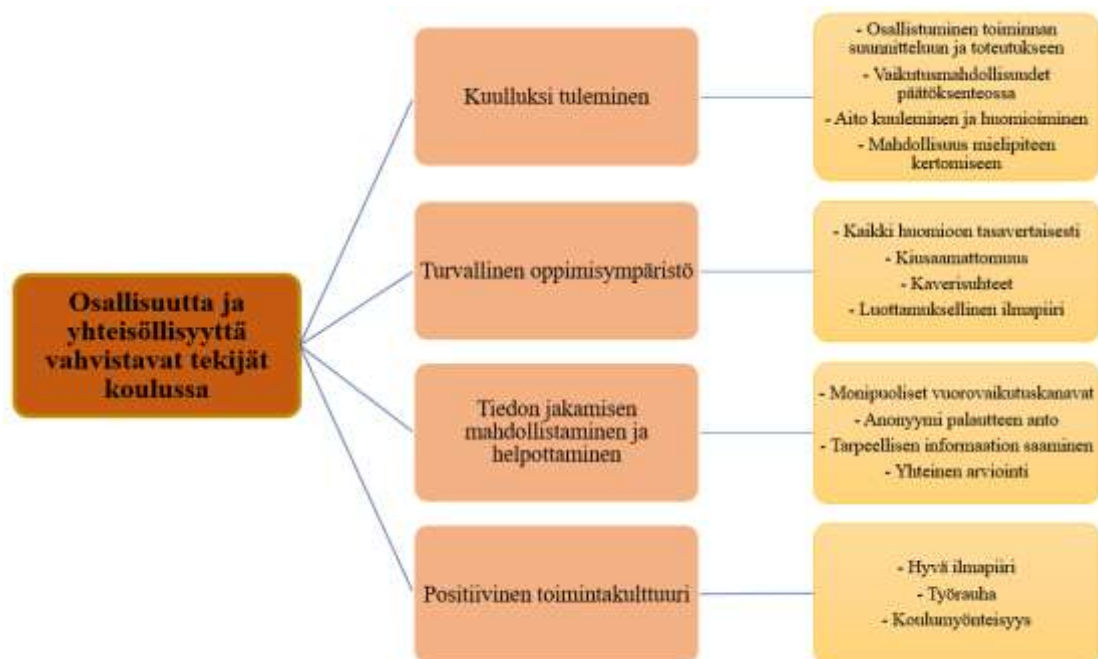 Osallisuutta ja
yhteisöllisyyttä
vahvistavat tekijät
koulussa
Kuulluksi tuleminen
- Osallistuminen toiminnan
suunnitteluun ja toteutukseen
- Vaikutusmahdollisuudet
päätöksenteossa
- Aito kuuleminen ja huomioiminen
- Mahdollisuus mielipiteen
kertomiseen
Turvallinen oppimisympäristö
- Kaikki huomioon tasavertaisesti
- Kiusaamattomuus
- Kaverisuhteet
- Luottamuksellinen ilmapiiri
Tiedon jakamisen
mahdollistaminen ja
helpottaminen
- Monipuoliset vuorovaikutuskanavat
- Anonyymi palautteen anto
- Tarpeellisen informaation saaminen
- Yhteinen arviointi
Positiivinen toimintakulttuuri
- Hyvä ilmapiiri
- Työrauha
- Koulumyönteisyys